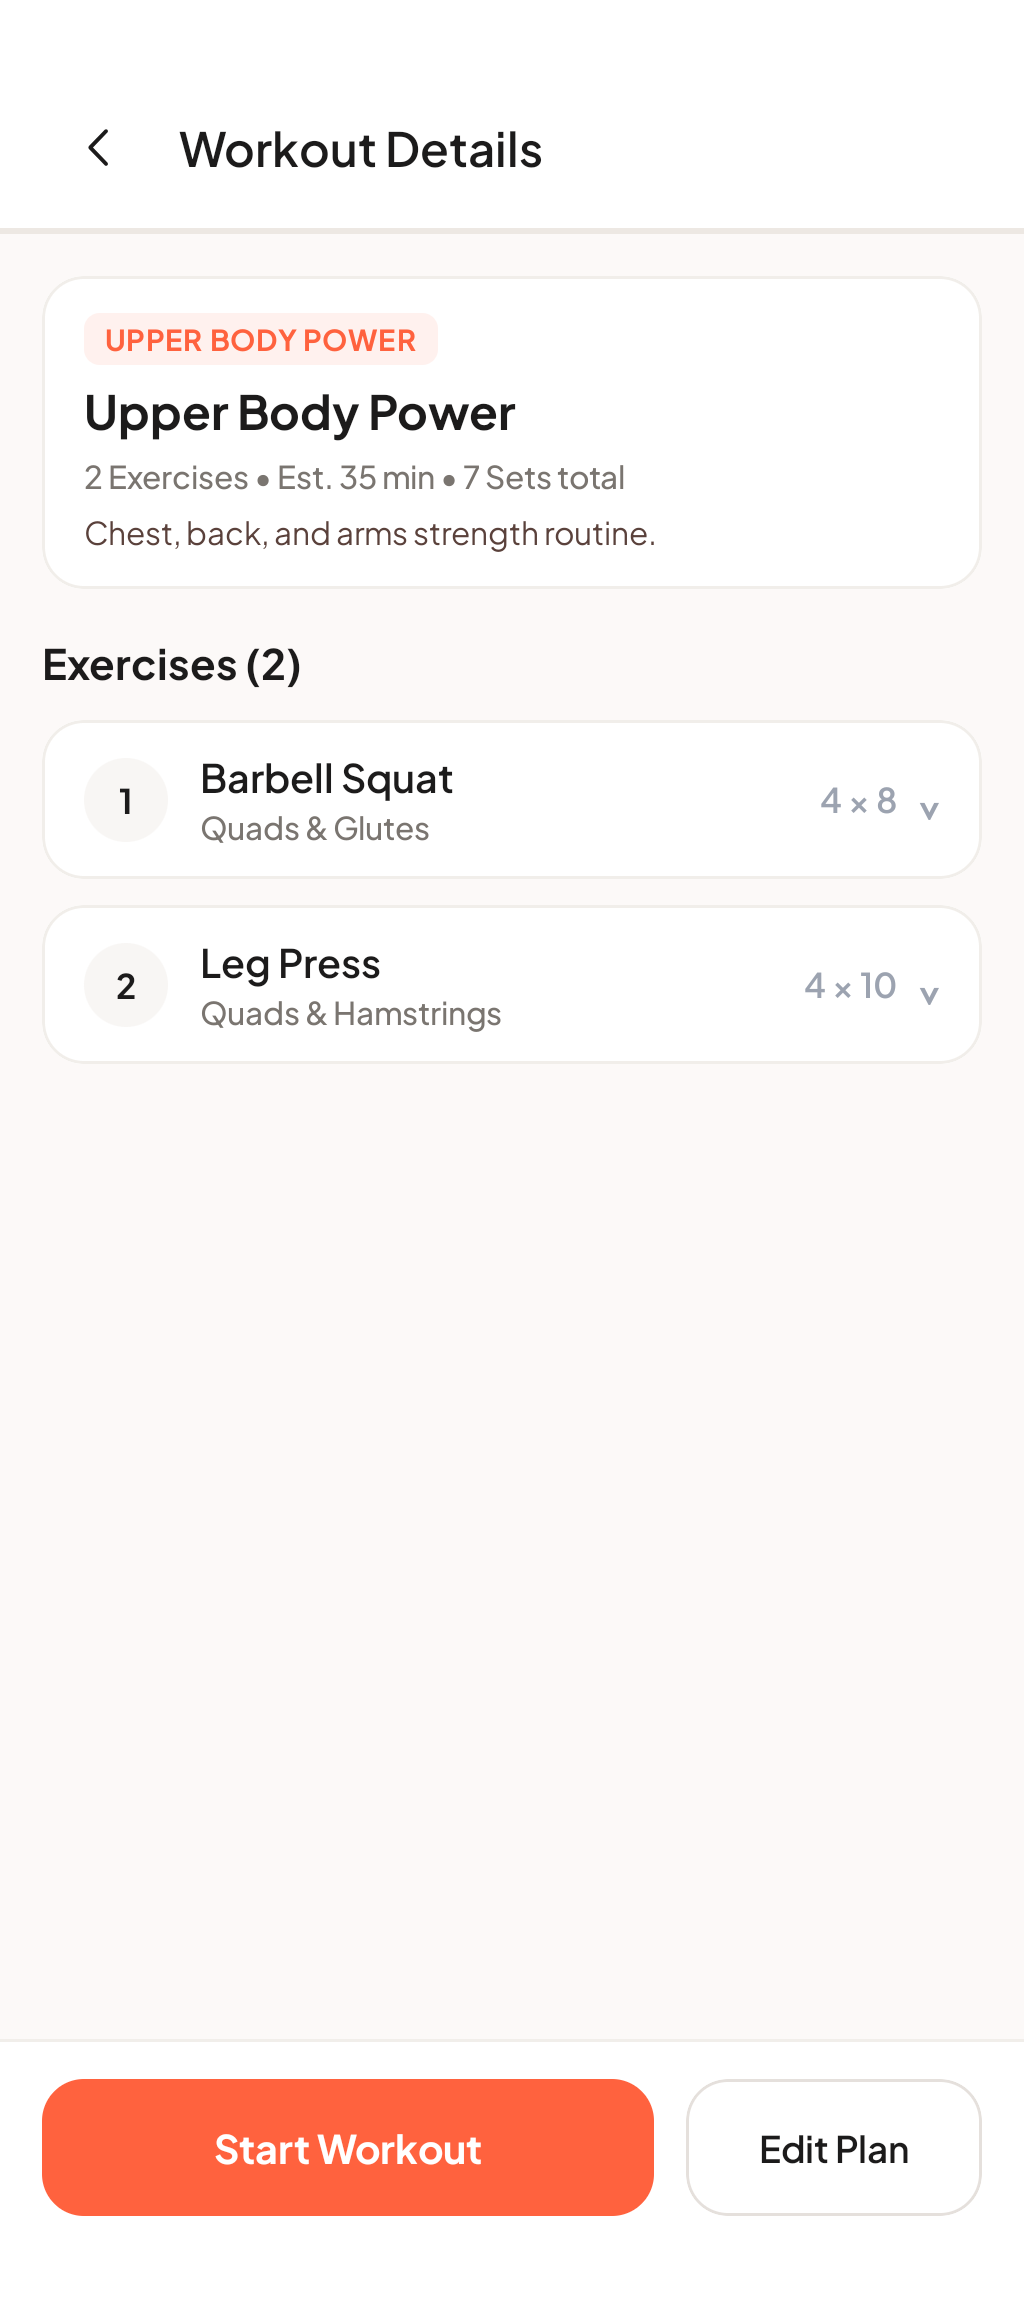 Workout Details
UPPER BODY POWER
Upper Body Power
2 Exercises • Est. 35 min • 7 Sets total
Chest, back, and arms strength routine.
Exercises (2)
1
Barbell Squat
Quads & Glutes
4 × 8
2
Leg Press
Quads & Hamstrings
4 × 10
Start Workout
Edit Plan